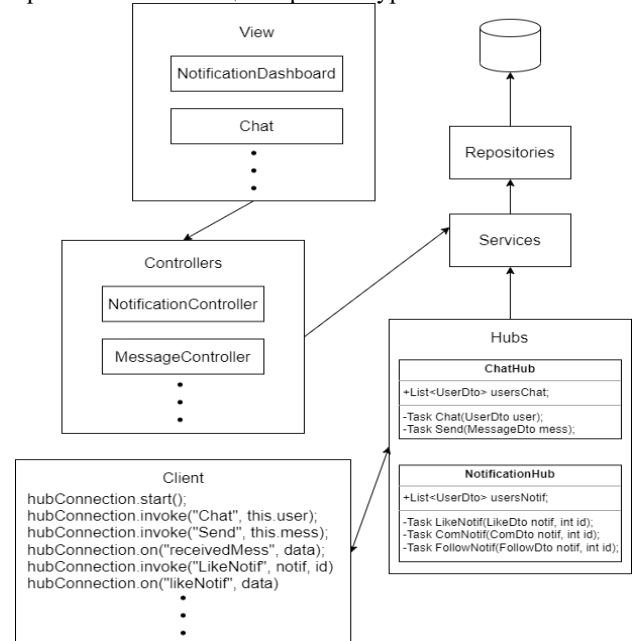 View
NotificationDashboard
Chat
Repositories
Services
Controllers
NotificationController
MessageController
Hubs
ChatHub
+List<UserDto> usersChat;
-Task Chat(UserDto user);
-Task Send(MessageDto mess);
NotificationHub
+List<UserDto> usersNotif;
-Task LikeNotif(LikeDto notif, int id);
-Task ComNotif(ComDto notif, int id);
-Task FollowNotif(FollowDto notif, int id);
Client
hubConnection.start();
hubConnection.invoke("Chat", this.user);
hubConnection.invoke("Send", this.mess);
hubConnection.on("receivedMess", data);
hubConnection.invoke("LikeNotif", notif, id)
hubConnection.on("likeNotif", data)